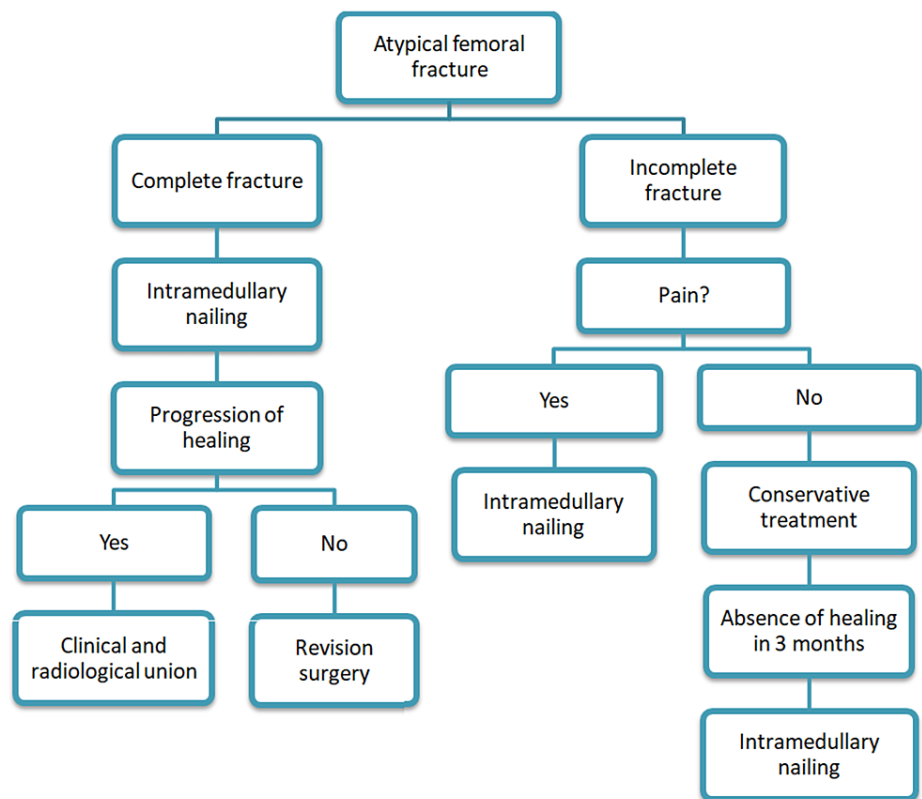 Atypical femoral
fracture
Complete fracture
Incomplete
fracture
Intramedullary
nailing
Pain?
Progression of
healing
Yes
No
Intramedullary
nailing
Conservative
treatment
Yes
No
Absence of healing
in 3 months
Clinical and
radiological union
Revision
surgery
Intramedullary
nailing